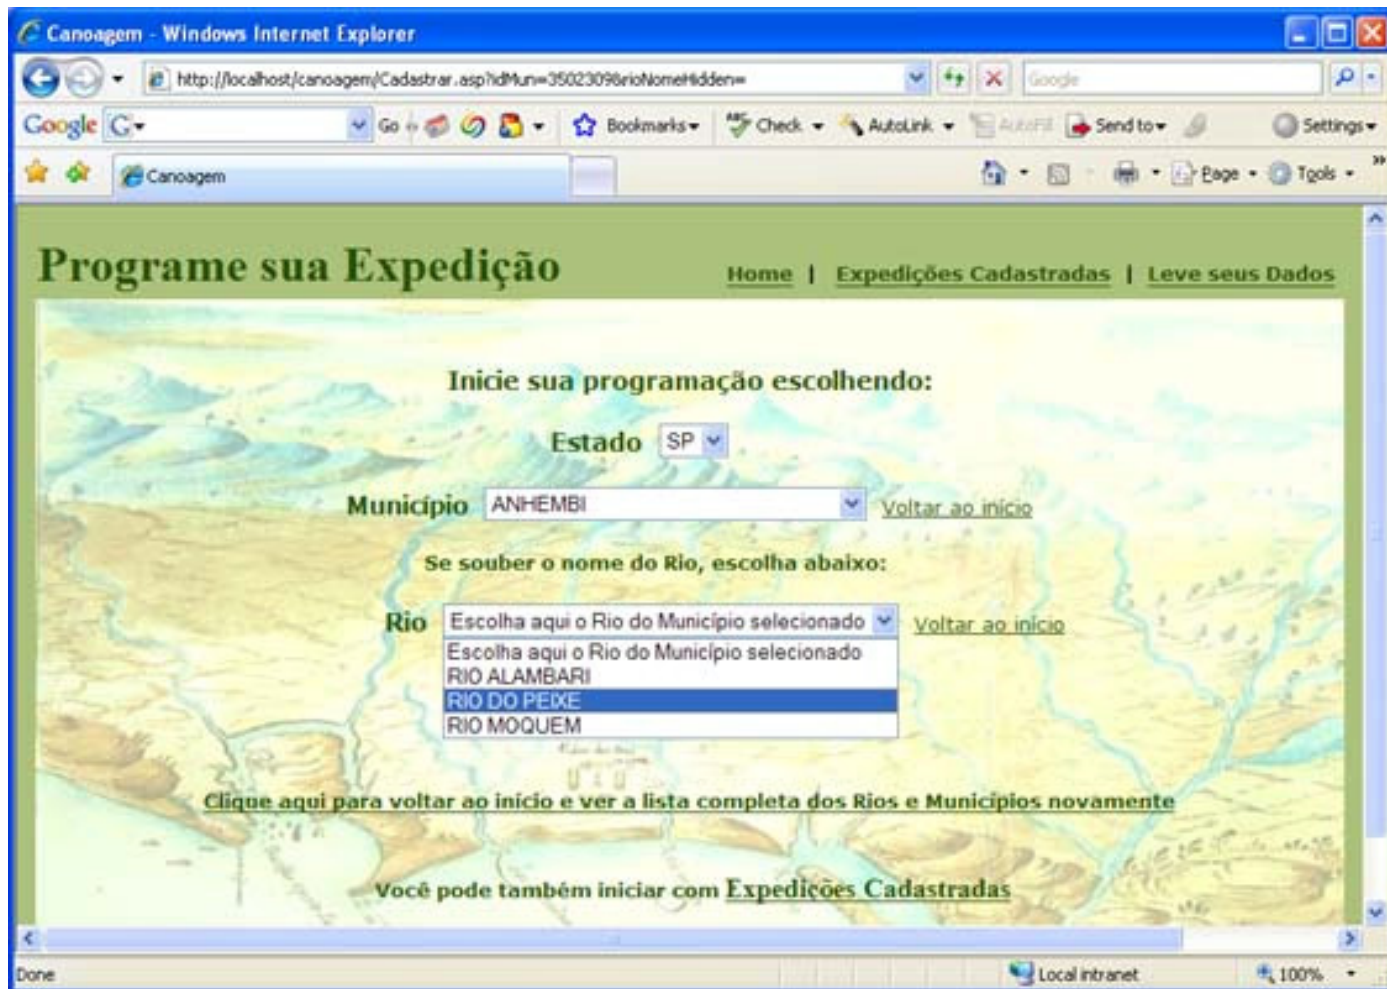 Canoagem - Windows Internet Explorer
http://localhost/canoagem/Cadastrar.asp?idMun=3502309&rioNomeHidden=
Google
Google G Go Bookmarks Check AutoLink AutoFill Send to Settings
Canoagem Page Tools
Programe sua Expedição
Home | Expedições Cadastradas | Leve seus Dados
Inicie sua programação escolhendo:
Estado SP
Município ANHEMBI Voltar ao início
Se souber o nome do Rio, escolha abaixo:
Rio Escolha aqui o Rio do Município selecionado Voltar ao início
Escolha aqui o Rio do Município selecionado
RIO ALAMBARI
RIO DO PEIXE
RIO MOQUEM
Clique aqui para voltar ao início e ver a lista completa dos Rios e Municípios novamente
Você pode também iniciar com Expedições Cadastradas
Done Local intranet 100%